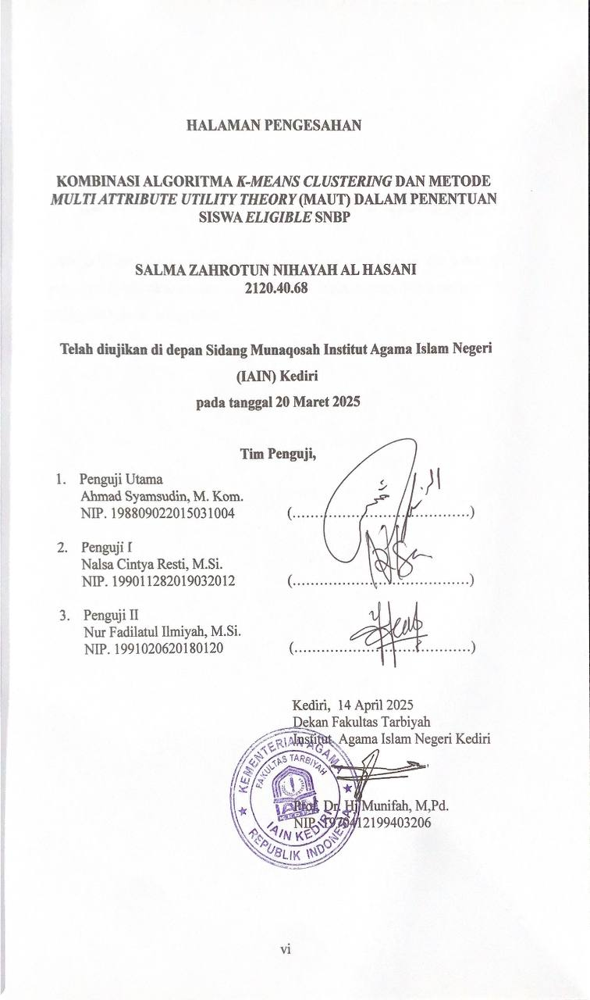 HALAMAN PENGESAHAN
KOMBINASI ALGORITMA K-MEANS CLUSTERING DAN METODE
MULTI ATTRIBUTE UTILITY THEORY (MAUT) DALAM PENENTUAN
SISWA ELIGIBLE SNBP
SALMA ZAHROTUN NIHAYAH AL HASANI
2120.40.68
Telah diujikan di depan Sidang Munaqosah Institut Agama Islam Negeri
(IAIN) Kediri
pada tanggal 20 Maret 2025
Tim Penguji,
1. Penguji Utama
Ahmad Syamsudin, M. Kom.
NIP. 198809022015031004 (........................................)
2. Penguji I
Nalsa Cintya Resti, M.Si.
NIP. 199011282019032012 (........................................)
3. Penguji II
Nur Fadilatul Ilmiyah, M.Si.
NIP. 1991020620180120 (........................................)
Kediri, 14 April 2025
Dekan Fakultas Tarbiyah
Institut Agama Islam Negeri Kediri
KEMENTERIAN AGAMA
FAKULTAS TARBIYAH
IAIN
KEDIRI
IAIN KEDIRI
REPUBLIK INDONESIA
Prof. Dr. Hj Munifah, M,Pd.
NIP. 1970412199403206
vi